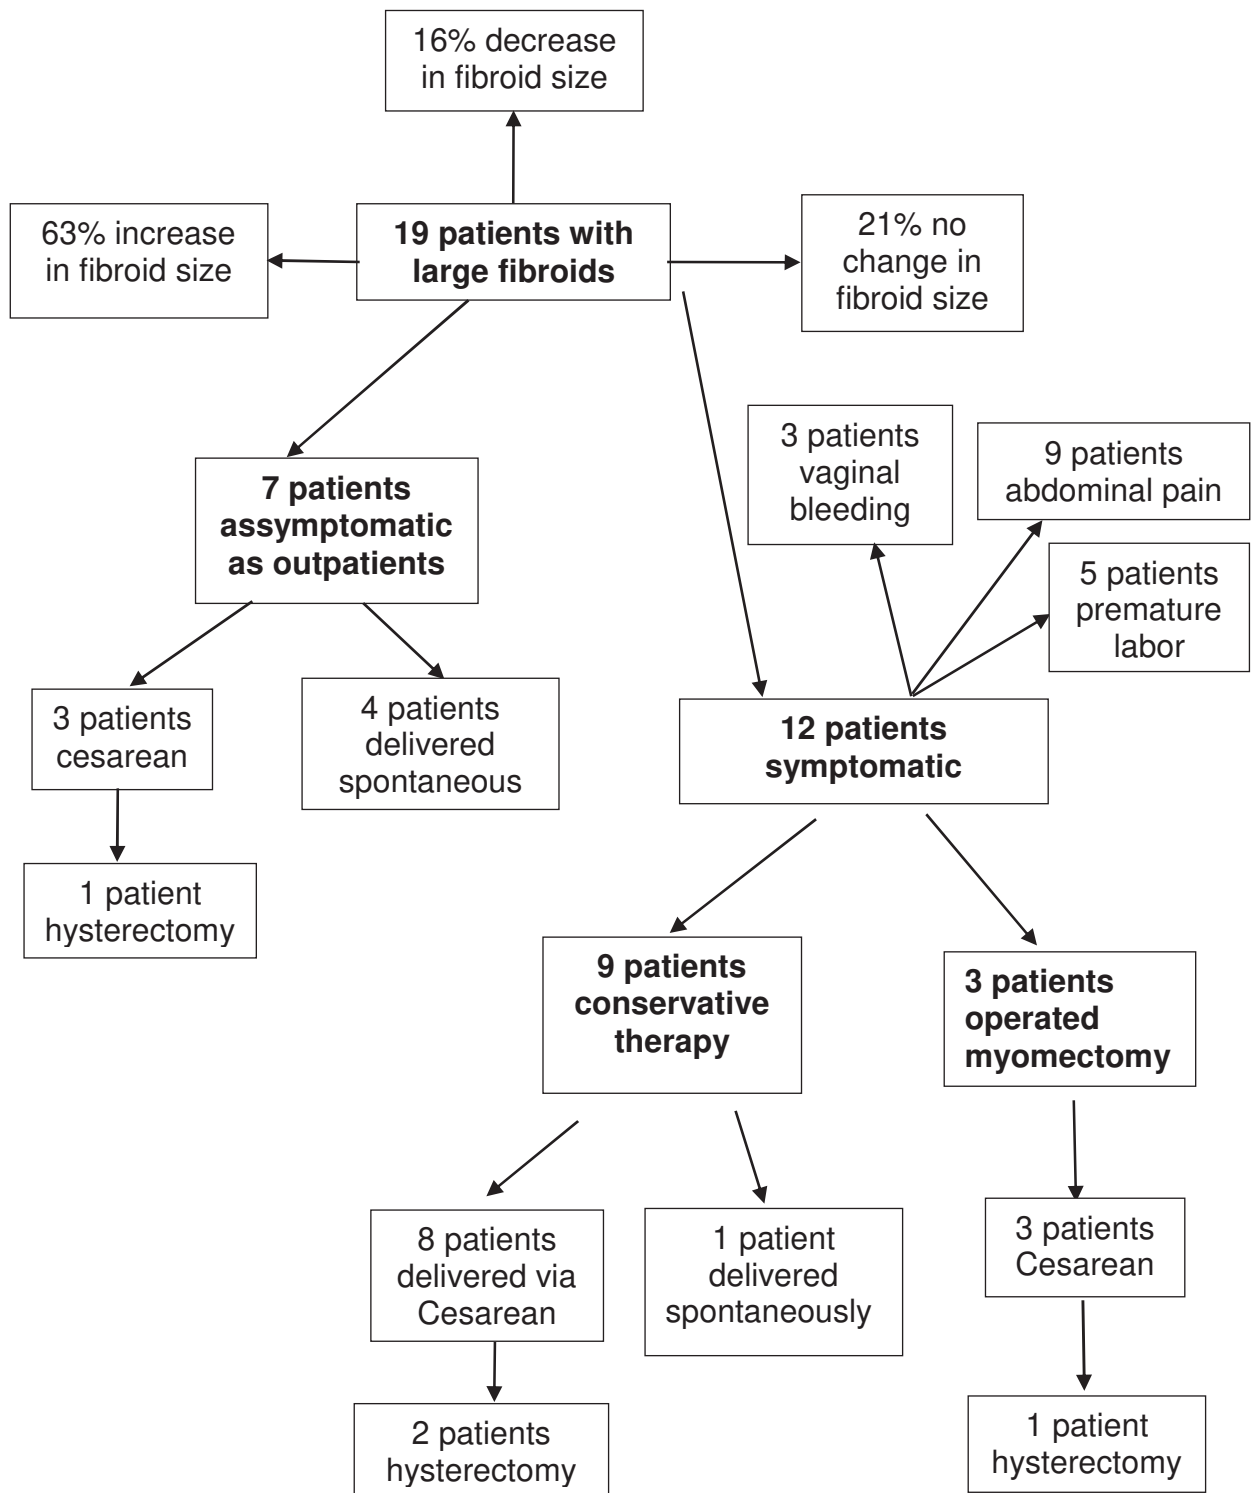 16% decrease
in fibroid size
63% increase
in fibroid size
19 patients with
large fibroids
21% no
change in
fibroid size
3 patients
vaginal
bleeding
9 patients
abdominal pain
7 patients
assymptomatic
as outpatients
5 patients
premature
labor
3 patients
cesarean
4 patients
delivered
spontaneous
12 patients
symptomatic
1 patient
hysterectomy
9 patients
conservative
therapy
3 patients
operated
myomectomy
8 patients
delivered via
Cesarean
1 patient
delivered
spontaneously
3 patients
Cesarean
2 patients
hysterectomy
1 patient
hysterectomy